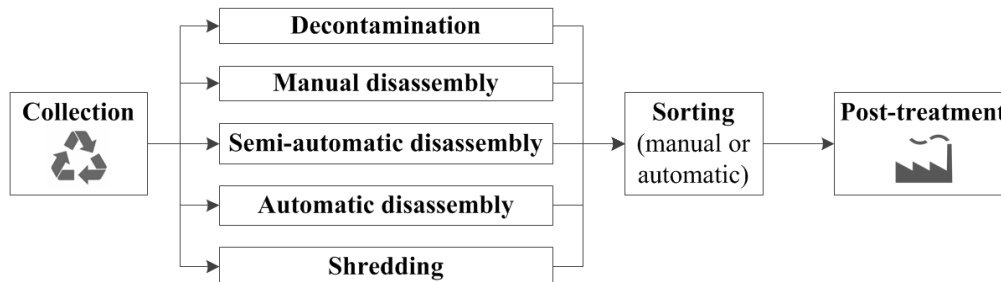 Collection
Decontamination
Manual disassembly
Semi-automatic disassembly
Automatic disassembly
Shredding
Sorting
(manual or
automatic)
Post-treatment